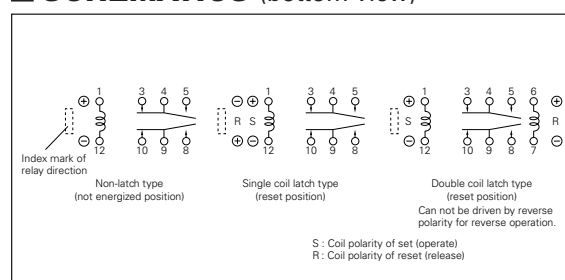 ⊕ 1 3 4 5 ⊖ ⊕ 1 3 4 5 ⊕ 1 3 4 5 6 ⊕
R S S R
⊖ 12 10 9 8 ⊕ ⊖ 12 10 9 8 ⊖ 12 10 9 8 7 ⊖
Index mark of
relay direction
Non-latch type
(not energized position)
Single coil latch type
(reset position)
Double coil latch type
(reset position)
Can not be driven by reverse
polarity for reverse operation.
S : Coil polarity of set (operate)
R : Coil polarity of reset (release)